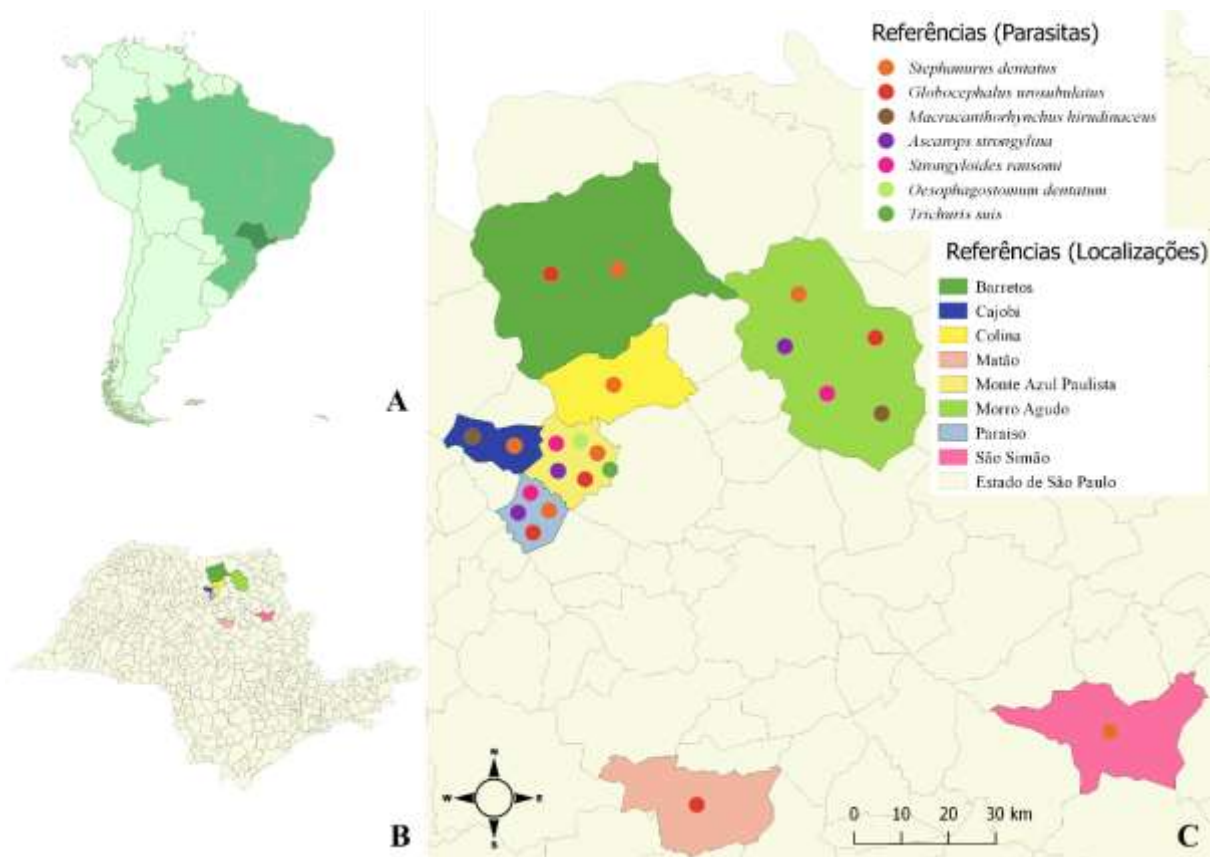 Referências (Parasitas)
Stephanurus dentatus
Globocephalus urosubulatus
Macracanthorhynchus hirudinaceus
Ascarops strongylina
Strongyloides ransomi
Oesophagostomum dentatum
Trichuris suis
Referências (Localizações)
Barretos
Cajobi
Colina
Matão
Monte Azul Paulista
Morro Agudo
Paraíso
São Simão
Estado de São Paulo
A
B
N
W E
S
0 10 20 30 km
C